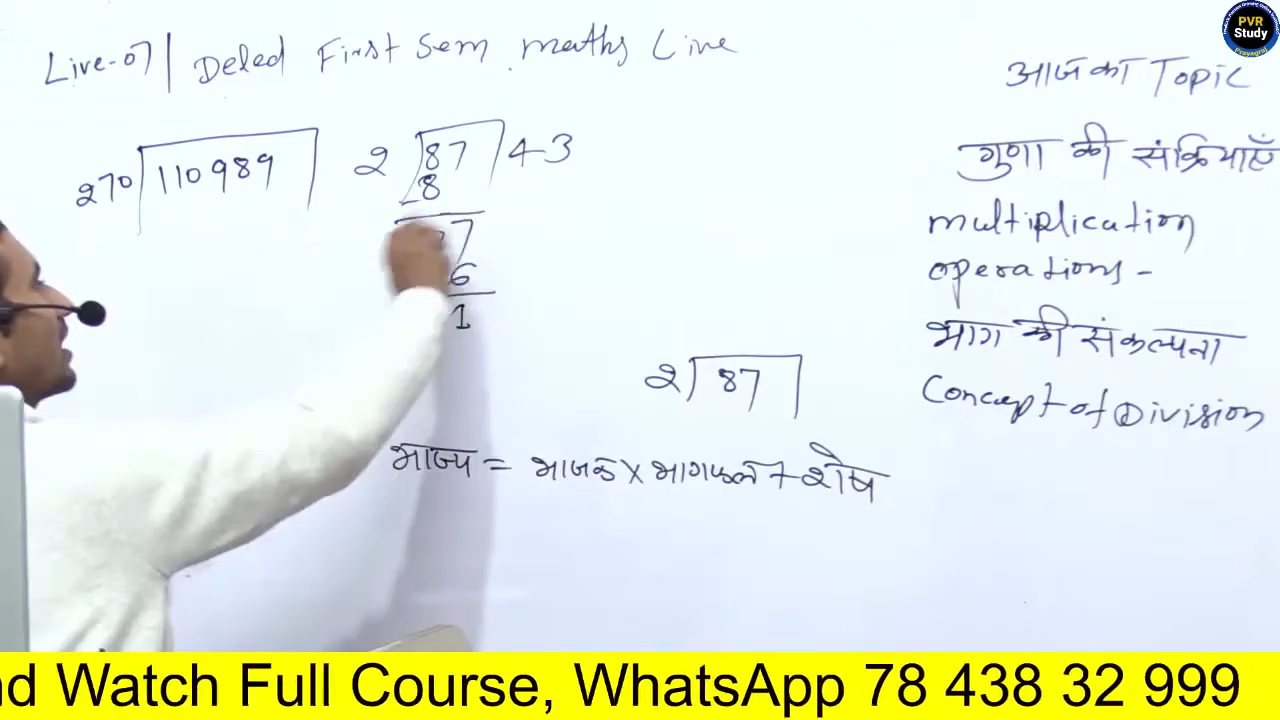 Live-07 | Deled First Sem maths Live
PVR
Study
Prayagraj
आज का Topic
गुणा की संक्रियाएँ
multiplication
operations -
भाग की संकल्पना
Concept of Division
270 110989
2 87 43
8
7
6
1
2 87
भाज्य = भाजक × भागफल + शेष
nd Watch Full Course, WhatsApp 78 438 32 999